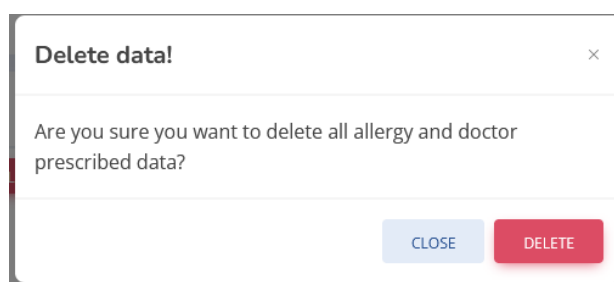 Delete data!
×
Are you sure you want to delete all allergy and doctor
prescribed data?
CLOSE
DELETE